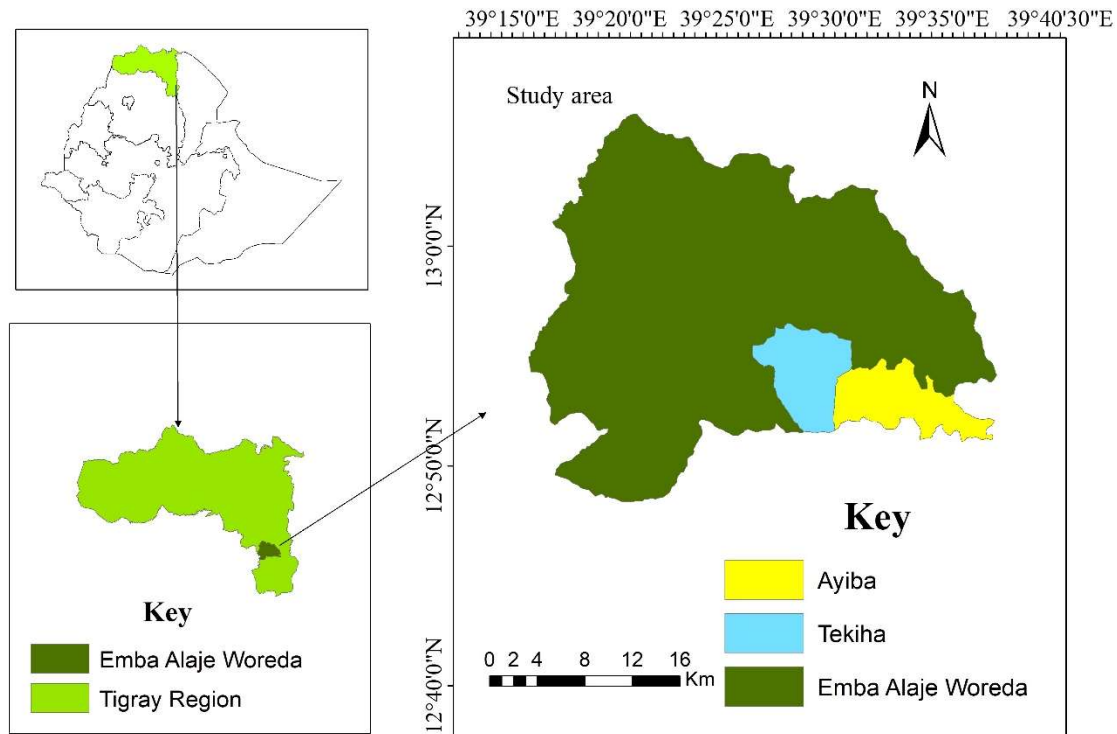 39°15'0"E 39°20'0"E 39°25'0"E 39°30'0"E 39°35'0"E 39°40'30"E
Study area
N
13°0'0"N
12°50'0"N
12°40'0"N
Key
Emba Alaje Woreda
Tigray Region
Key
Ayiba
Tekiha
Emba Alaje Woreda
0 2 4 8 12 16
Km